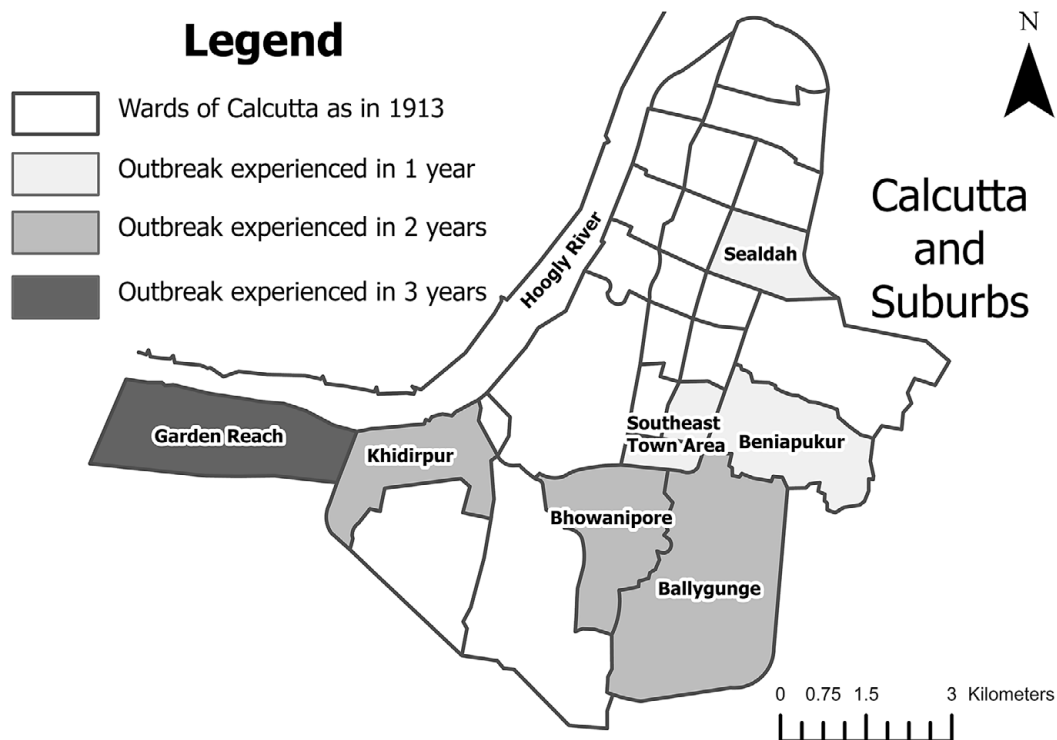 Legend
Wards of Calcutta as in 1913
Outbreak experienced in 1 year
Outbreak experienced in 2 years
Outbreak experienced in 3 years
N
Calcutta
and
Suburbs
Hoogly River
Sealdah
Southeast
Town Area
Beniapukur
Garden Reach
Khidirpur
Bhowanipore
Ballygunge
0 0.75 1.5 3 Kilometers